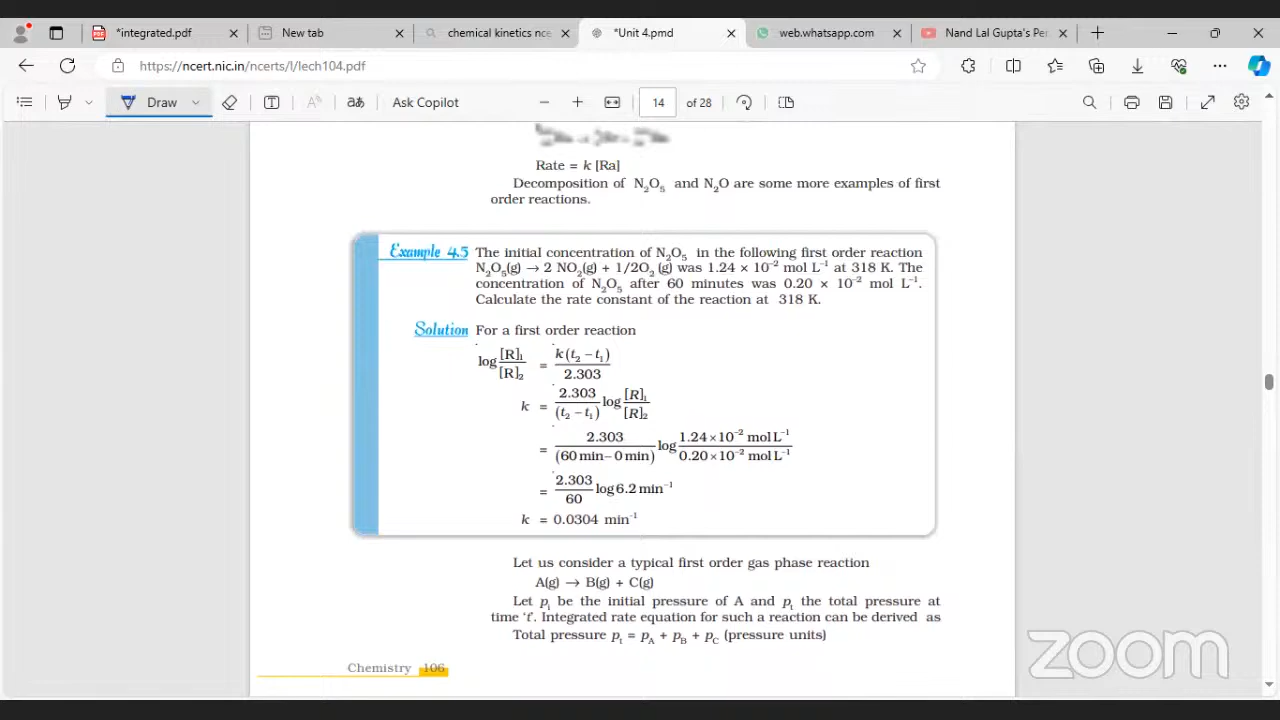 *integrated.pdf
New tab
chemical kinetics nce
*Unit 4.pmd
web.whatsapp.com
Nand Lal Gupta's Per
https://ncert.nic.in/ncerts/l/lech104.pdf
Draw
Ask Copilot
14 of 28
Rate = k [Ra]
Decomposition of N₂O₅ and N₂O are some more examples of first
order reactions.
Example 4.5 The initial concentration of N₂O₅ in the following first order reaction
N₂O₅(g) → 2 NO₂(g) + 1/2O₂ (g) was 1.24 × 10⁻² mol L⁻¹ at 318 K. The
concentration of N₂O₅ after 60 minutes was 0.20 × 10⁻² mol L⁻¹.
Calculate the rate constant of the reaction at 318 K.
Solution For a first order reaction
log [R]₁/[R]₂ = k(t₂ – t₁)/2.303
k = 2.303/(t₂ – t₁) log [R]₁/[R]₂
= 2.303/(60 min – 0 min) log 1.24×10⁻² mol L⁻¹/0.20×10⁻² mol L⁻¹
= 2.303/60 log 6.2 min⁻¹
k = 0.0304 min⁻¹
Let us consider a typical first order gas phase reaction
A(g) → B(g) + C(g)
Let pᵢ be the initial pressure of A and pₜ the total pressure at
time ‘t’. Integrated rate equation for such a reaction can be derived as
Total pressure pₜ = p_A + p_B + p_C (pressure units)
Chemistry 106
zoom